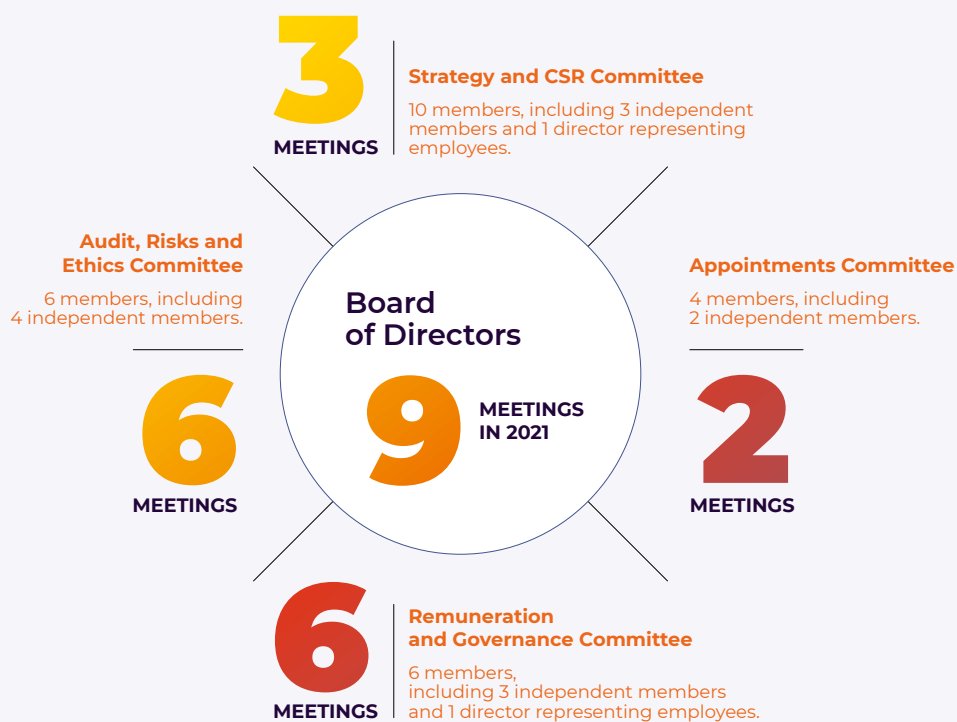 3
MEETINGS
Strategy and CSR Committee
10 members, including 3 independent
members and 1 director representing
employees.
Audit, Risks and
Ethics Committee
6 members, including
4 independent members.
6
MEETINGS
Board
of Directors
9
MEETINGS
IN 2021
Appointments Committee
4 members, including
2 independent members.
2
MEETINGS
6
MEETINGS
Remuneration
and Governance Committee
6 members,
including 3 independent members
and 1 director representing employees.